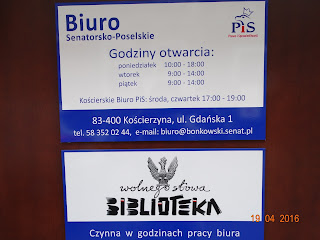 Biuro
Senatorsko-Poselskie
PiS
Prawo i Sprawiedliwość
Godziny otwarcia:
poniedziałek 10:00 - 18:00
wtorek 9:00 - 14:00
piątek 9:00 - 14:00
Kościerskie Biuro PiS: środa, czwartek 17:00 - 19:00
83-400 Kościerzyna, ul. Gdańska 1
tel. 58 352 02 44, e-mail: biuro@bonkowski.senat.pl
wolnego słowa
BIBLIOTEKA
Czynna w godzinach pracy biura
19 04 2016